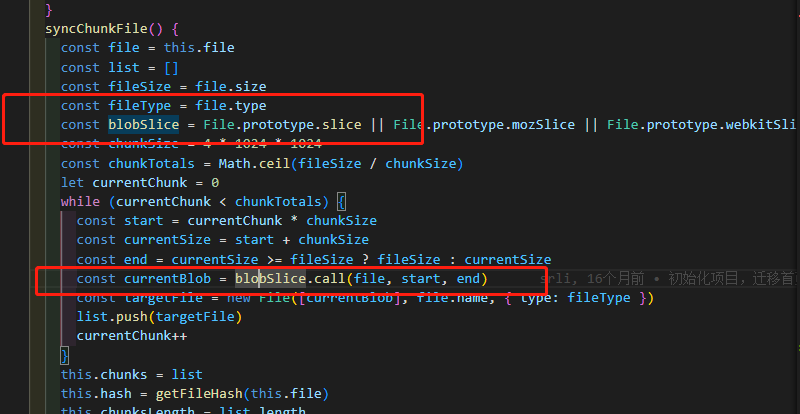 }
syncChunkFile() {
const file = this.file
const list = []
const fileSize = file.size
const fileType = file.type
const blobSlice = File.prototype.slice || File.prototype.mozSlice || File.prototype.webkitSli
const chunkSize = 4 * 1024 * 1024
const chunkTotals = Math.ceil(fileSize / chunkSize)
let currentChunk = 0
while (currentChunk < chunkTotals) {
const start = currentChunk * chunkSize
const currentSize = start + chunkSize
const end = currentSize >= fileSize ? fileSize : currentSize
const currentBlob = blobSlice.call(file, start, end) srli, 16个月前 • 初始化项目，迁移首
const targetFile = new File([currentBlob], file.name, { type: fileType })
list.push(targetFile)
currentChunk++
}
this.chunks = list
this.hash = getFileHash(this.file)
this.chunksLength = list.length